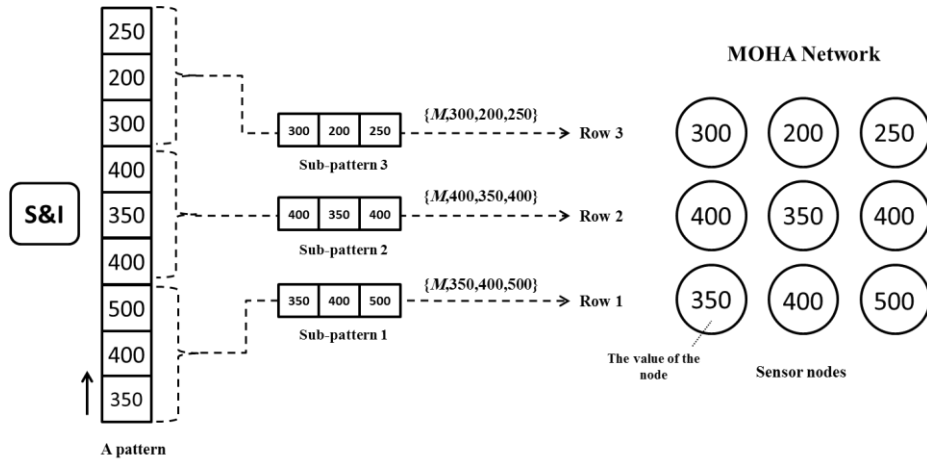 S&I
250
200
300
400
350
400
500
400
350
A pattern
300 200 250
Sub-pattern 3
{M,300,200,250}
Row 3
400 350 400
Sub-pattern 2
{M,400,350,400}
Row 2
350 400 500
Sub-pattern 1
{M,350,400,500}
Row 1
MOHA Network
300 200 250
400 350 400
350 400 500
The value of the
node
Sensor nodes